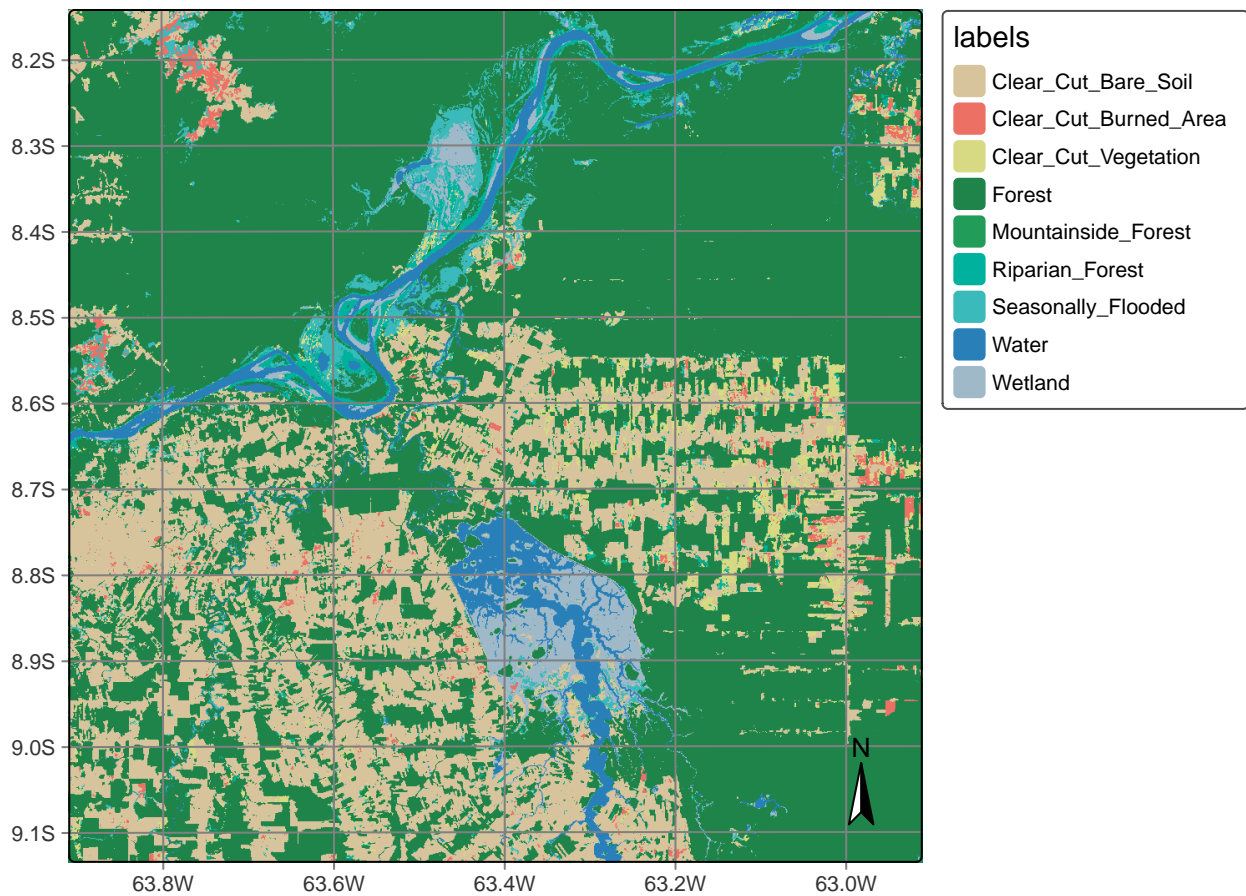 8.2S
8.3S
8.4S
8.5S
8.6S
8.7S
8.8S
8.9S
9.0S
9.1S
63.8W 63.6W 63.4W 63.2W 63.0W
N
labels
Clear_Cut_Bare_Soil
Clear_Cut_Burned_Area
Clear_Cut_Vegetation
Forest
Mountainside_Forest
Riparian_Forest
Seasonally_Flooded
Water
Wetland